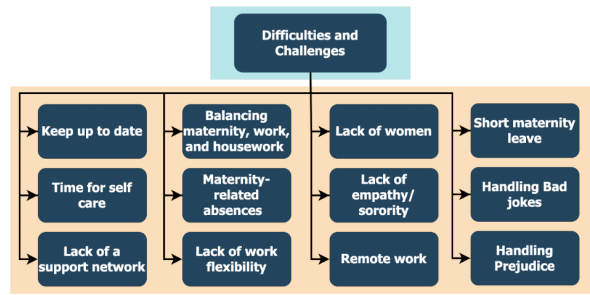 Difficulties and
Challenges
Keep up to date
Balancing
maternity, work,
and housework
Lack of women
Short maternity
leave
Time for self
care
Maternity-
related
absences
Lack of
empathy/
sorority
Handling Bad
jokes
Lack of a
support network
Lack of work
flexibility
Remote work
Handling
Prejudice